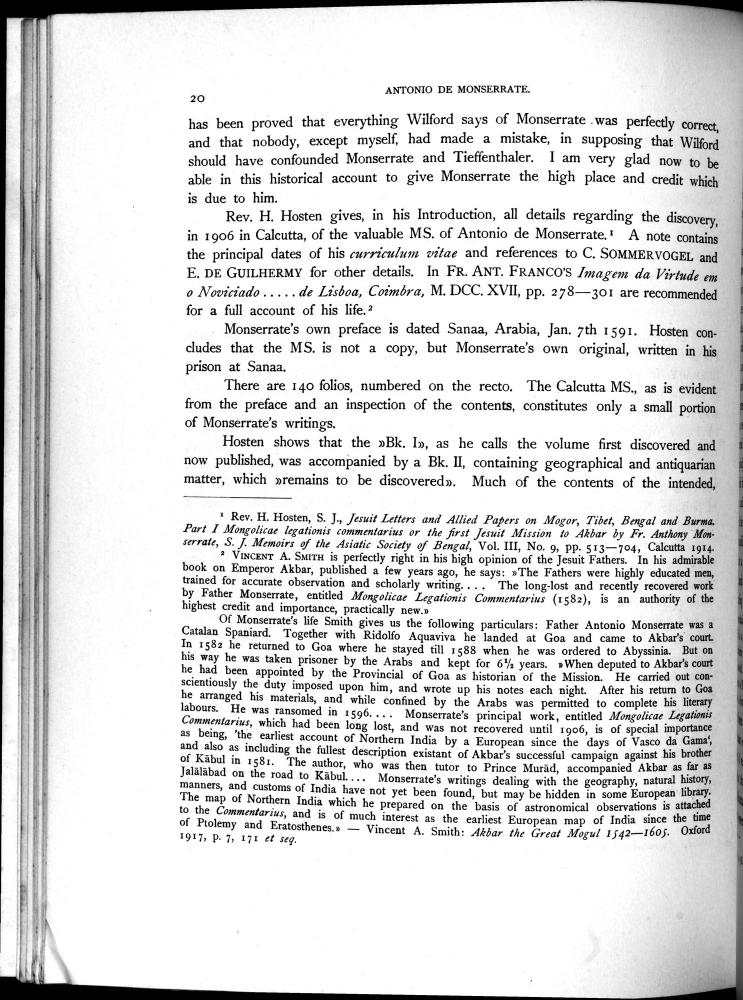 ANTONIO DE MONSERRATE.
20
has been proved that everything Wilford says of Monserrate was perfectly correct,
and that nobody, except myself, had made a mistake, in supposing that Wilford
should have confounded Monserrate and Tieffenthaler. I am very glad now to be
able in this historical account to give Monserrate the high place and credit which
is due to him.
Rev. H. Hosten gives, in his Introduction, all details regarding the discovery,
in 1906 in Calcutta, of the valuable MS. of Antonio de Monserrate.¹ A note contains
the principal dates of his curriculum vitae and references to C. SOMMERVOGEL and
E. DE GUILHERMY for other details. In FR. ANT. FRANCO'S Imagem da Virtude em
o Noviciado ..... de Lisboa, Coimbra, M. DCC. XVII, pp. 278—301 are recommended
for a full account of his life.²
Monserrate's own preface is dated Sanaa, Arabia, Jan. 7th 1591. Hosten con-
cludes that the MS. is not a copy, but Monserrate's own original, written in his
prison at Sanaa.
There are 140 folios, numbered on the recto. The Calcutta MS., as is evident
from the preface and an inspection of the contents, constitutes only a small portion
of Monserrate's writings.
Hosten shows that the »Bk. I», as he calls the volume first discovered and
now published, was accompanied by a Bk. II, containing geographical and antiquarian
matter, which »remains to be discovered». Much of the contents of the intended,
¹ Rev. H. Hosten, S. J., Jesuit Letters and Allied Papers on Mogor, Tibet, Bengal and Burma.
Part I Mongolicae legationis commentarius or the first Jesuit Mission to Akbar by Fr. Anthony Mon-
serrate, S. J. Memoirs of the Asiatic Society of Bengal, Vol. III, No. 9, pp. 513—704, Calcutta 1914.
² VINCENT A. SMITH is perfectly right in his high opinion of the Jesuit Fathers. In his admirable
book on Emperor Akbar, published a few years ago, he says: »The Fathers were highly educated men,
trained for accurate observation and scholarly writing.... The long-lost and recently recovered work
by Father Monserrate, entitled Mongolicae Legationis Commentarius (1582), is an authority of the
highest credit and importance, practically new.»
Of Monserrate's life Smith gives us the following particulars: Father Antonio Monserrate was a
Catalan Spaniard. Together with Ridolfo Aquaviva he landed at Goa and came to Akbar's court.
In 1582 he returned to Goa where he stayed till 1588 when he was ordered to Abyssinia. But on
his way he was taken prisoner by the Arabs and kept for 6½ years. »When deputed to Akbar's court
he had been appointed by the Provincial of Goa as historian of the Mission. He carried out con-
scientiously the duty imposed upon him, and wrote up his notes each night. After his return to Goa
he arranged his materials, and while confined by the Arabs was permitted to complete his literary
labours. He was ransomed in 1596.... Monserrate's principal work, entitled Mongolicae Legationis
Commentarius, which had been long lost, and was not recovered until 1906, is of special importance
as being, 'the earliest account of Northern India by a European since the days of Vasco da Gama',
and also as including the fullest description existant of Akbar's successful campaign against his brother
of Kābul in 1581. The author, who was then tutor to Prince Murād, accompanied Akbar as far as
Jalālābad on the road to Kābul.... Monserrate's writings dealing with the geography, natural history,
manners, and customs of India have not yet been found, but may be hidden in some European library.
The map of Northern India which he prepared on the basis of astronomical observations is attached
to the Commentarius, and is of much interest as the earliest European map of India since the time
of Ptolemy and Eratosthenes.» — Vincent A. Smith: Akbar the Great Mogul 1542—1605. Oxford
1917, p. 7, 171 et seq.